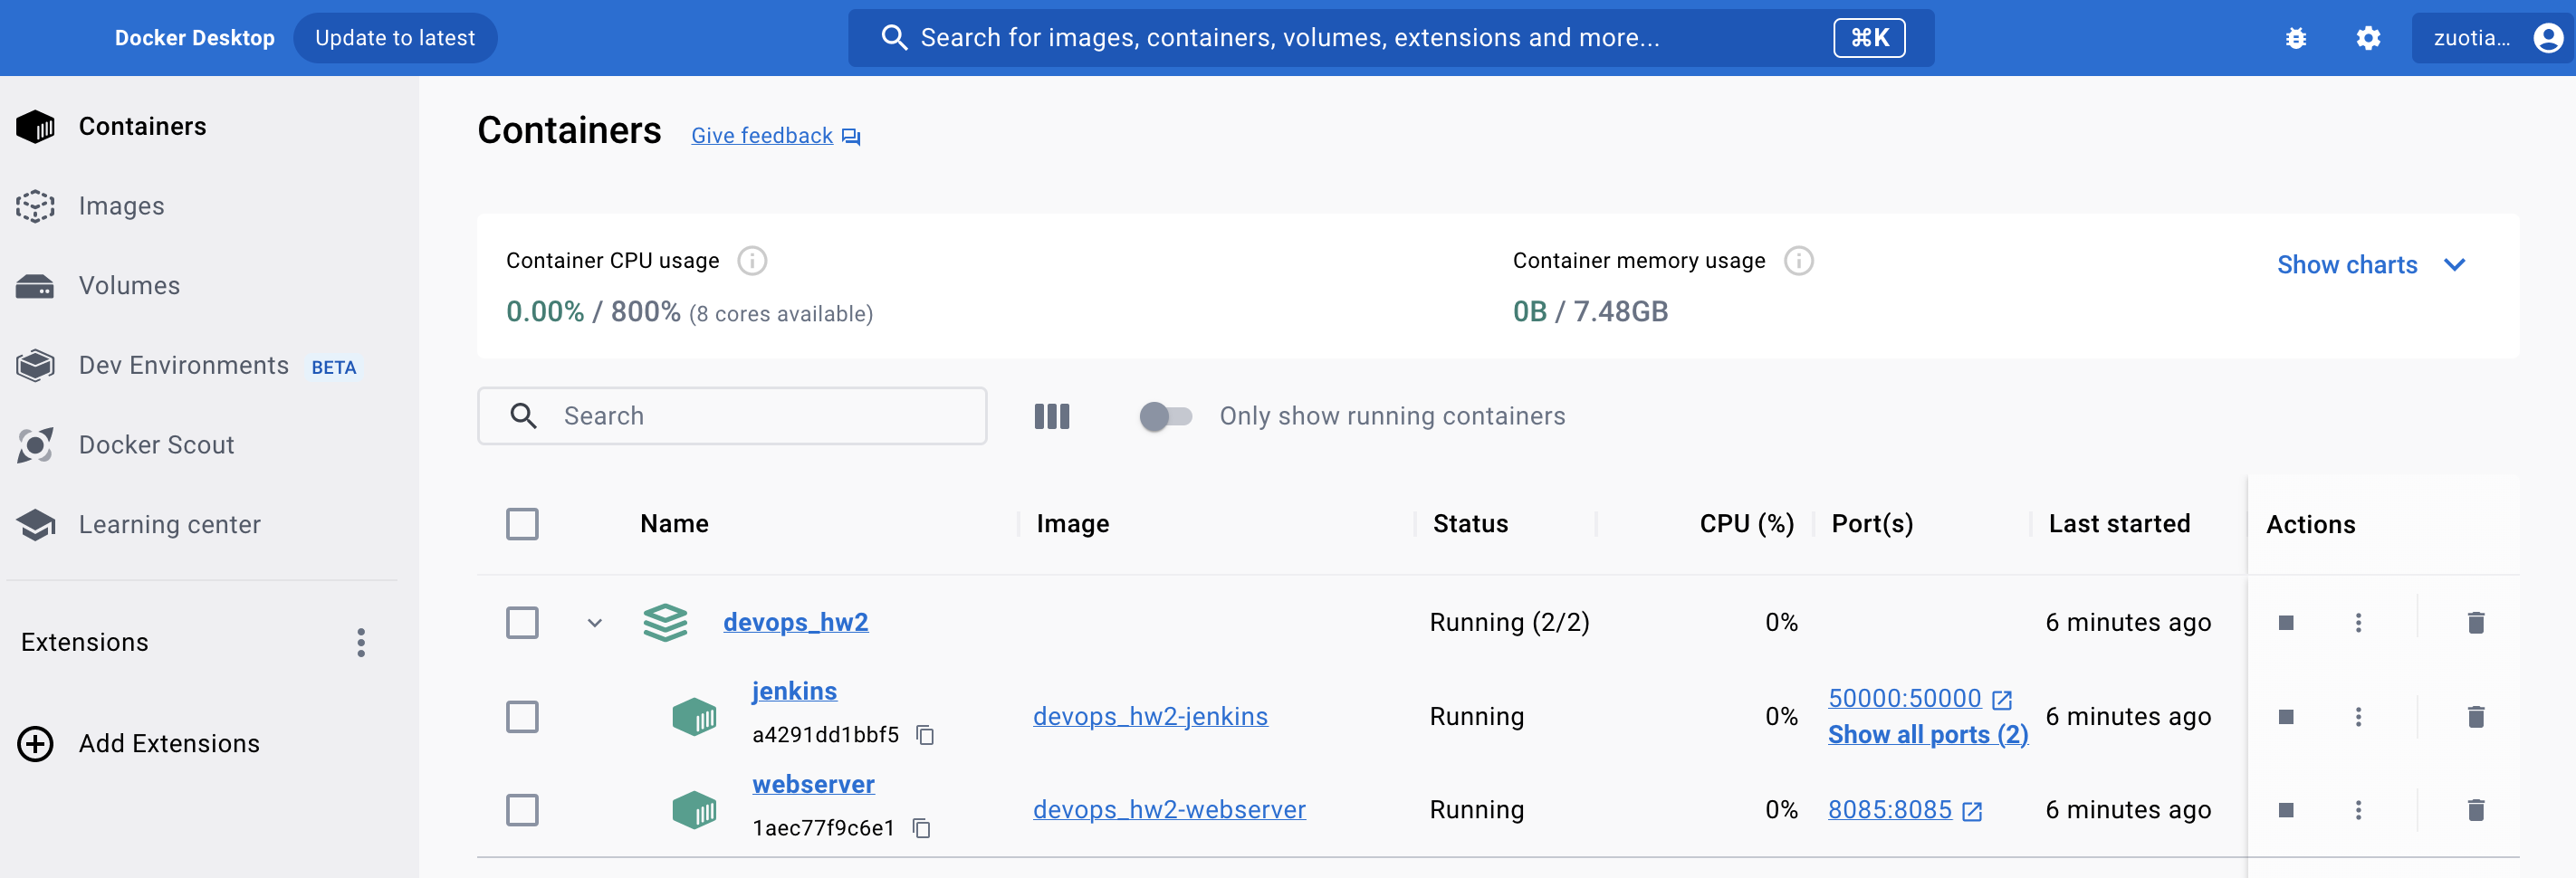 Docker Desktop Update to latest Search for images, containers, volumes, extensions and more... ⌘K zuotia...
Containers
Images
Volumes
Dev Environments BETA
Docker Scout
Learning center
Extensions
Add Extensions
Containers Give feedback
Container CPU usage
0.00% / 800% (8 cores available)
Container memory usage
0B / 7.48GB
Show charts
Search Only show running containers
Name Image Status CPU (%) Port(s) Last started Actions
devops_hw2 Running (2/2) 0% 6 minutes ago
jenkins
a4291dd1bbf5
devops_hw2-jenkins Running 0%
50000:50000
Show all ports (2)
6 minutes ago
webserver
1aec77f9c6e1
devops_hw2-webserver Running 0% 8085:8085 6 minutes ago